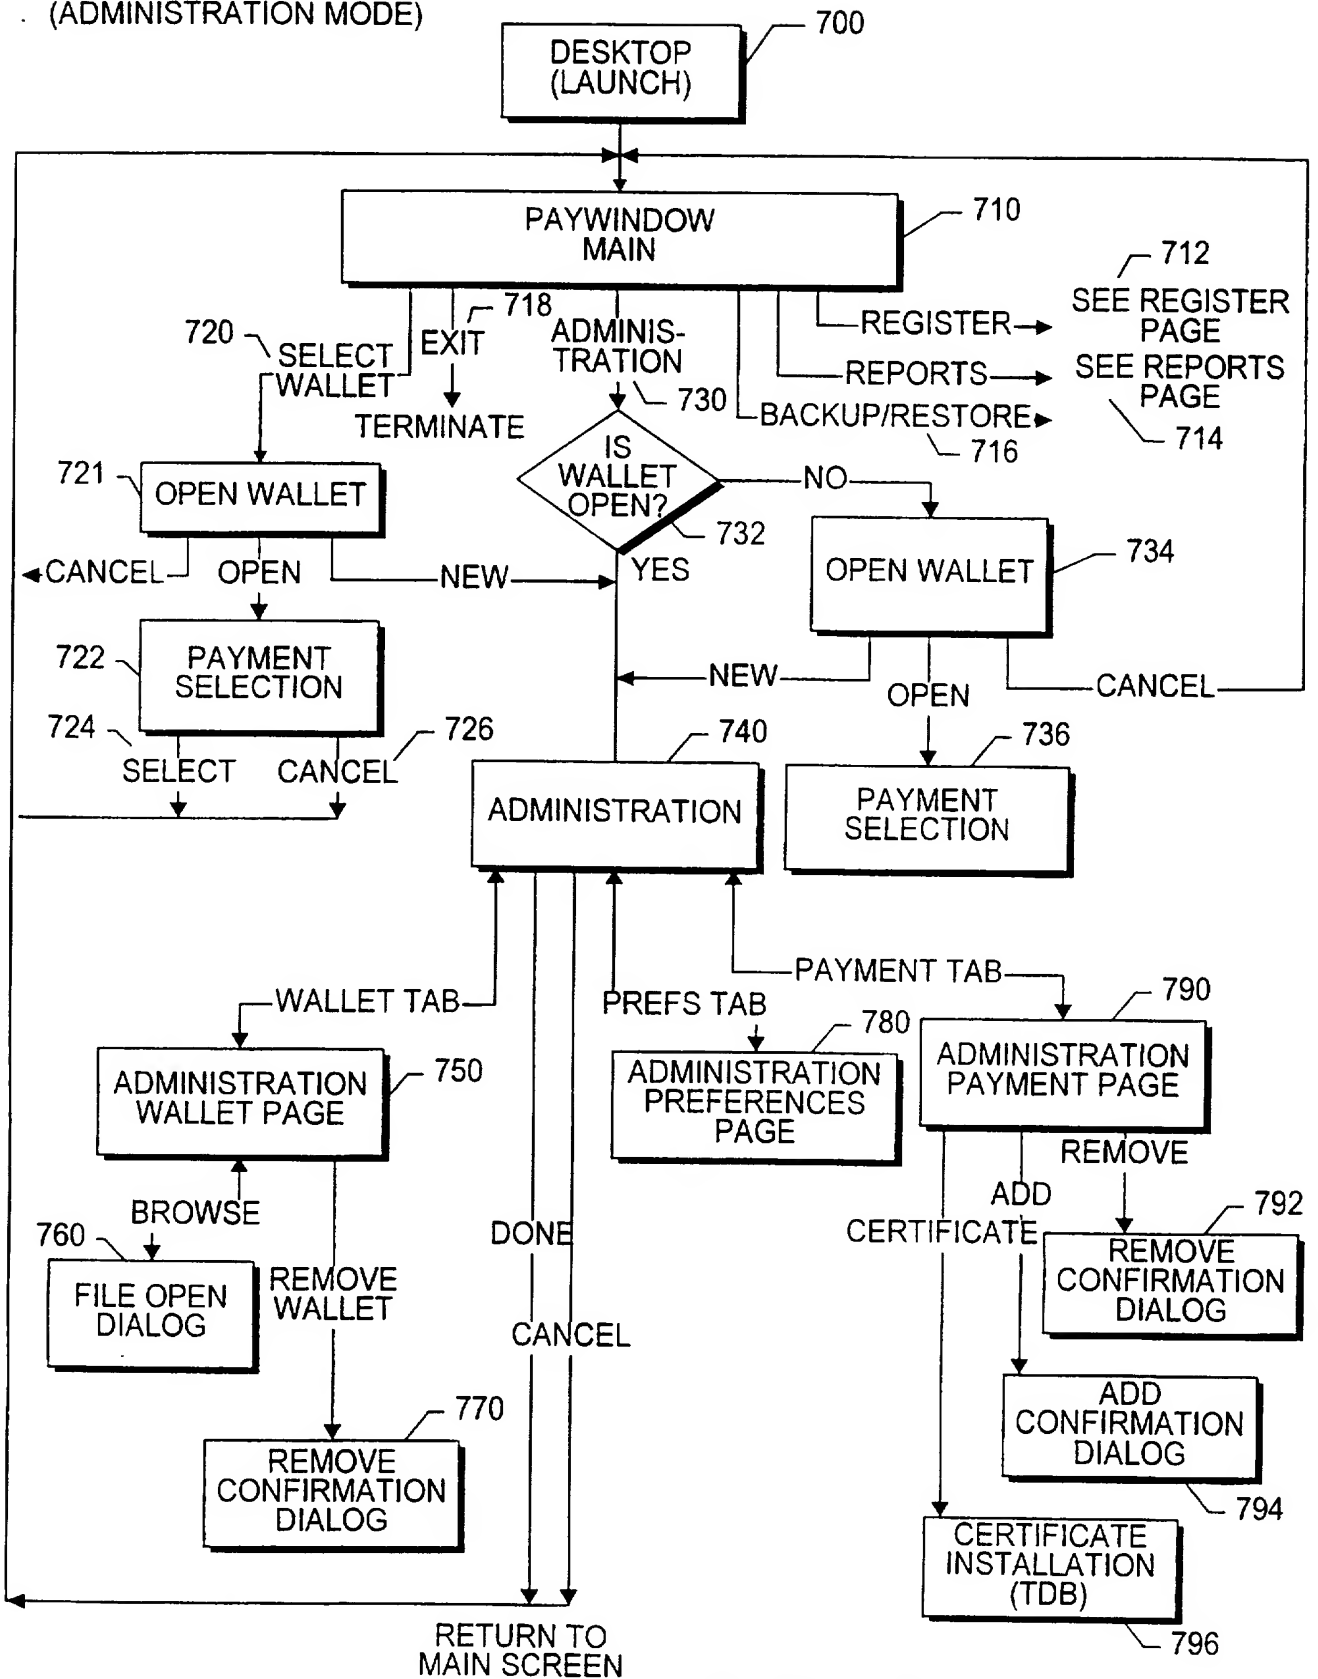 (ADMINISTRATION MODE)
700
DESKTOP
(LAUNCH)
PAYWINDOW
MAIN
710
712
SEE REGISTER
PAGE
REGISTER
718
EXIT
ADMINIS-
TRATION
720
SELECT
WALLET
REPORTS
SEE REPORTS
PAGE
730
TERMINATE
BACKUP/RESTORE
716
714
721
OPEN WALLET
IS
WALLET
OPEN?
NO
732
YES
734
OPEN WALLET
CANCEL
OPEN
NEW
722
PAYMENT
SELECTION
NEW
OPEN
CANCEL
724
726
SELECT
CANCEL
740
736
ADMINISTRATION
PAYMENT
SELECTION
PAYMENT TAB
WALLET TAB
PREFS TAB
790
780
750
ADMINISTRATION
WALLET PAGE
ADMINISTRATION
PREFERENCES
PAGE
ADMINISTRATION
PAYMENT PAGE
REMOVE
ADD
BROWSE
DONE
CERTIFICATE
792
REMOVE
CONFIRMATION
DIALOG
760
FILE OPEN
DIALOG
REMOVE
WALLET
CANCEL
770
REMOVE
CONFIRMATION
DIALOG
ADD
CONFIRMATION
DIALOG
794
CERTIFICATE
INSTALLATION
(TDB)
796
RETURN TO
MAIN SCREEN